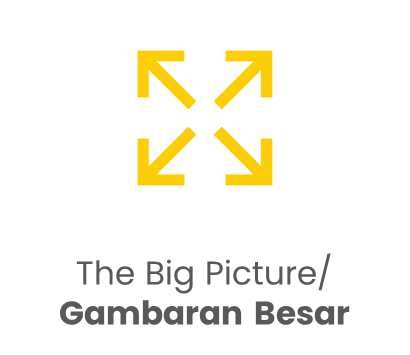 The Big Picture/
Gambaran Besar